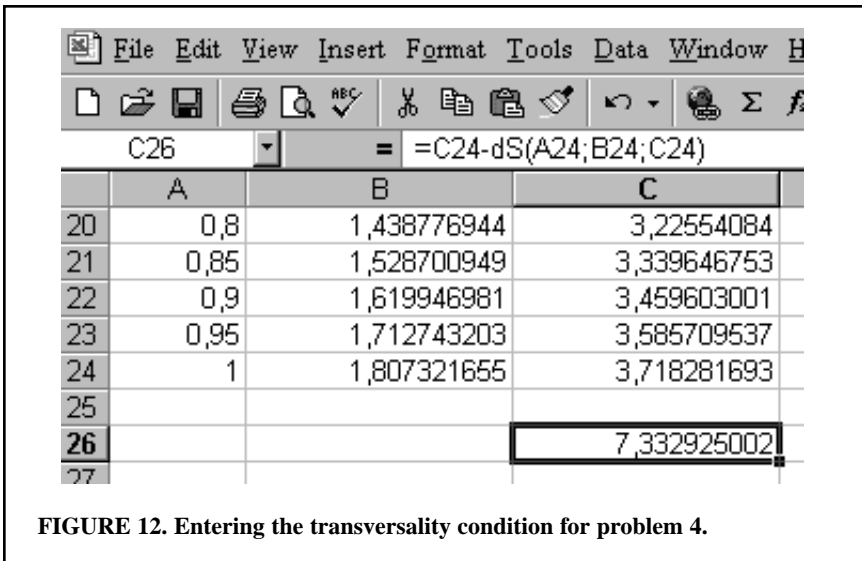 File Edit View Insert Format Tools Data Window H
ABC Σ f
C26 = =C24-dS(A24;B24;C24)
A B C
20 0,8 1,438776944 3,22554084
21 0,85 1,528700949 3,339646753
22 0,9 1,619946981 3,459603001
23 0,95 1,712743203 3,585709537
24 1 1,807321655 3,718281693
25
26 7,332925002
27
FIGURE 12. Entering the transversality condition for problem 4.